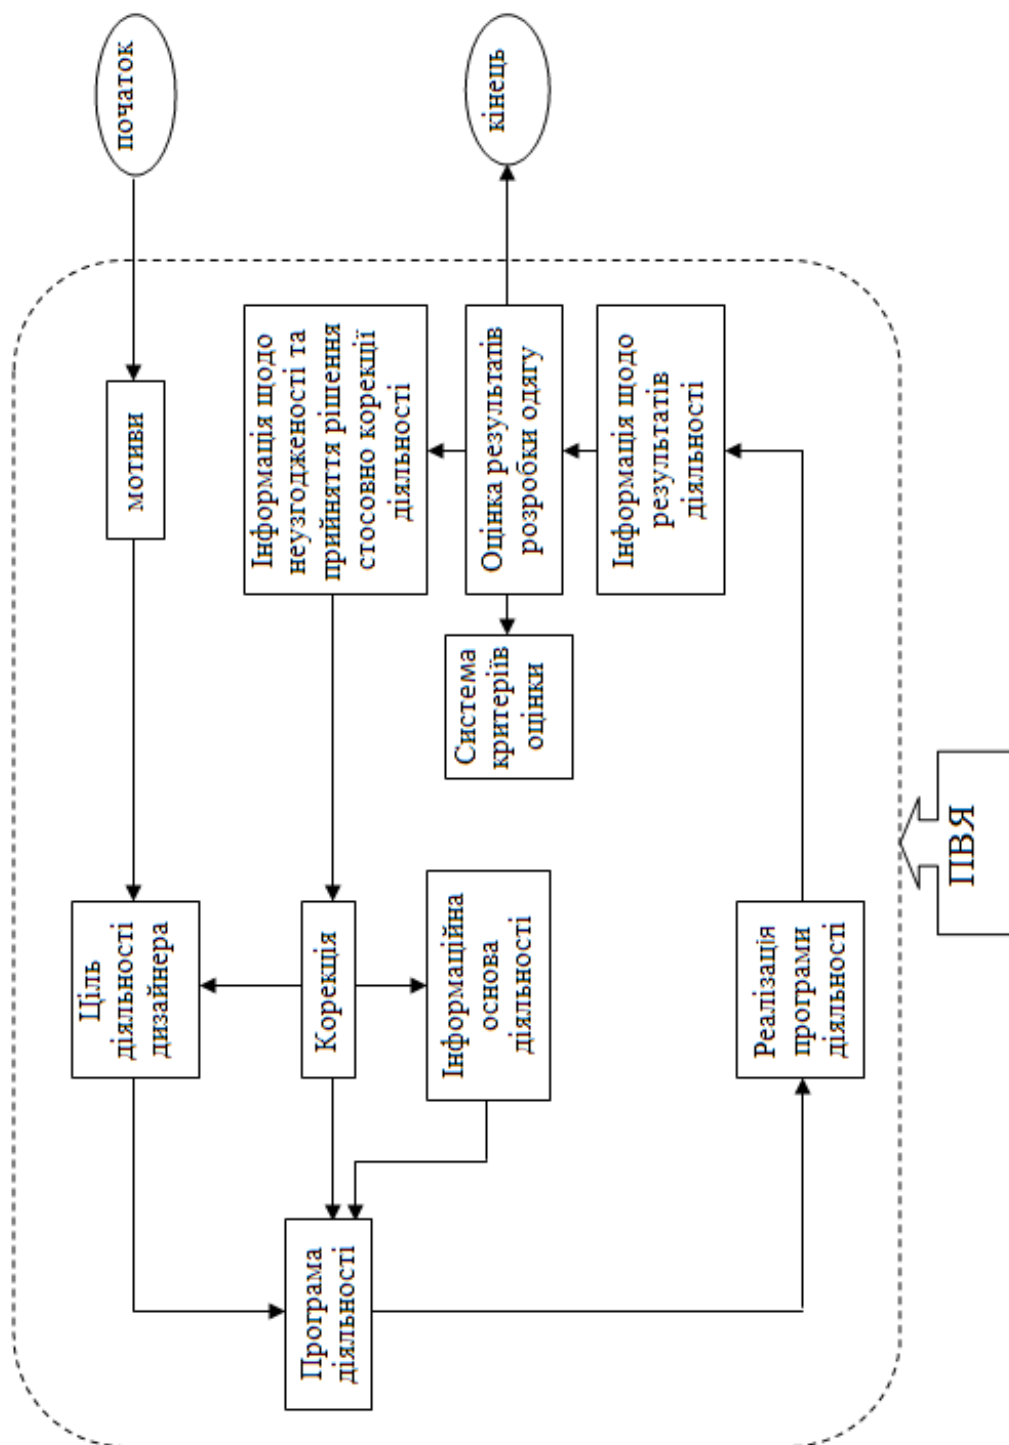 Ціль
діяльності
дизайнера
мотиви
початок
Програма
діяльності
Корекція
Інформація щодо
неузгодженості та
прийняття рішення
стосовно корекції
діяльності
Інформаційна
основа
діяльності
Система
критеріїв
оцінки
Оцінка результатів
розробки одягу
кінець
Інформація щодо
результатів
діяльності
Реалізація
програми
діяльності
ПВЯ